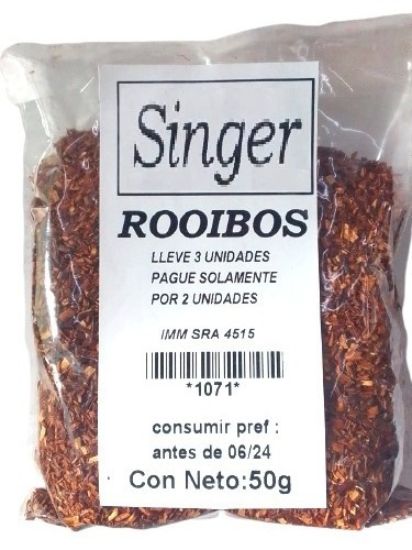 Singer
ROOIBOS
LLEVE 3 UNIDADES
PAGUE SOLAMENTE
POR 2 UNIDADES
IMM SRA 4515
*1071*
consumir pref :
antes de 06/24
Con Neto:50g